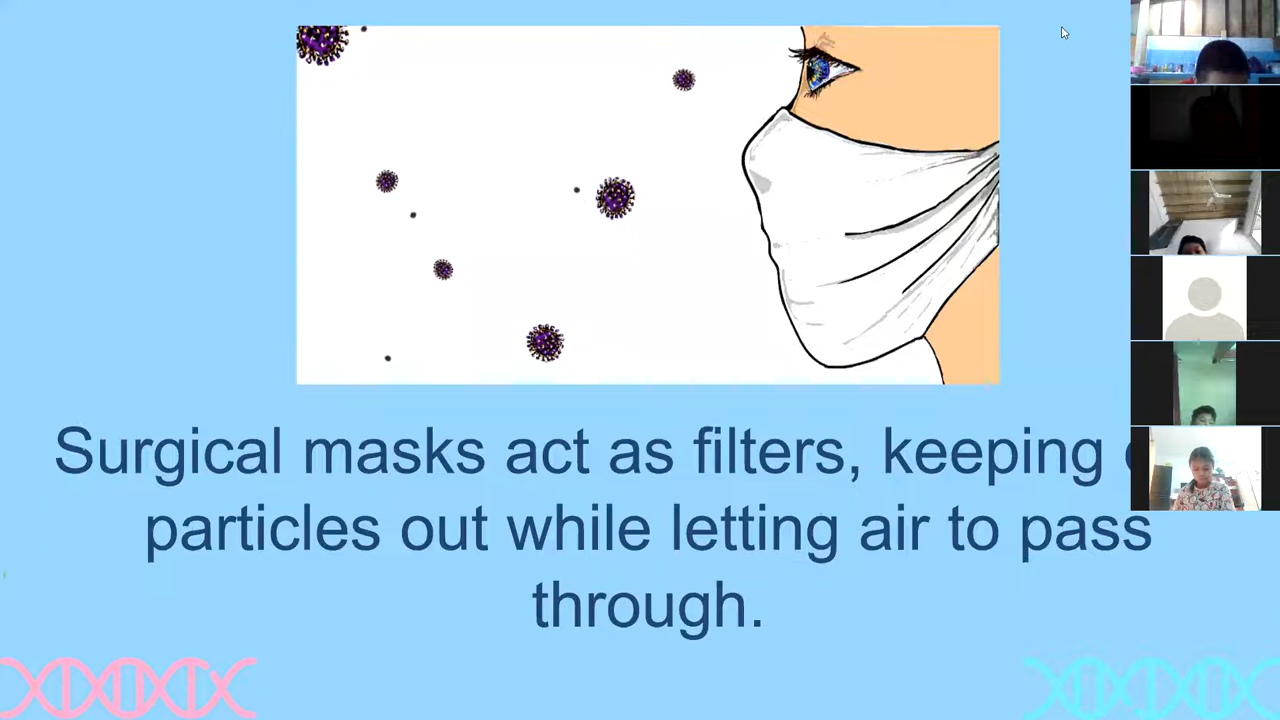 Surgical masks act as filters, keeping
particles out while letting air to pass
through.